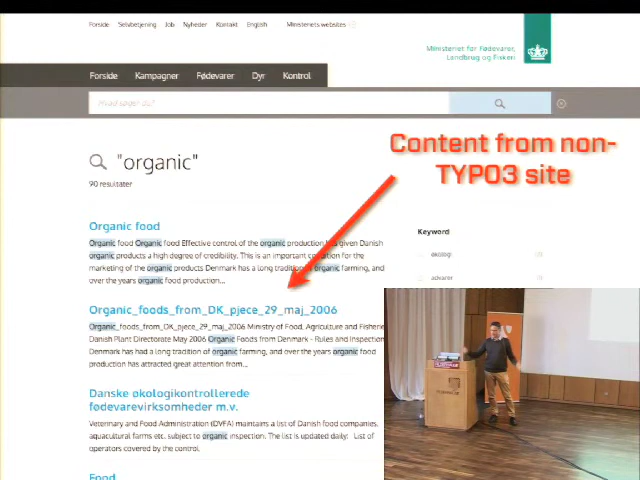 Forside Selvbetjening Job Nyheder Kontakt English Ministeriets websites
Ministeriet for Fødevarer,
Landbrug og Fiskeri
Forside Kampagner Fødevarer Dyr Kontrol
Hvad søger du?
"organic"
90 resultater
Content from non-
TYPO3 site
Organic food
Organic food Organic food Effective control of the organic production has given Danish
organic products a high degree of credibility. This is an important condition for the
marketing of the organic products Denmark has a long tradition of organic farming, and
over the years organic food production...
Keyword
økologi
Organic_foods_from_DK_pjece_29_maj_2006
Organic_foods_from_DK_pjece_29_maj_2006 Ministry of Food, Agriculture and Fisheries
Danish Plant Directorate May 2006 Organic Foods from Denmark - Rules and Inspection
Denmark has had a long tradition of organic farming, and over the years organic food
production has attracted great attention from...
Danske økologikontrollerede
fødevarevirksomheder m.v.
Veterinary and Food Administration (DVFA) maintains a list of Danish food companies,
aquacultural farms etc. subject to organic inspection. The list is updated daily: List of
operators covered by the control.
Food